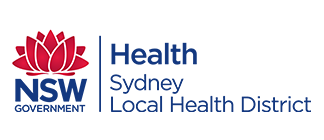 NSW
GOVERNMENT
Health
Sydney
Local Health District